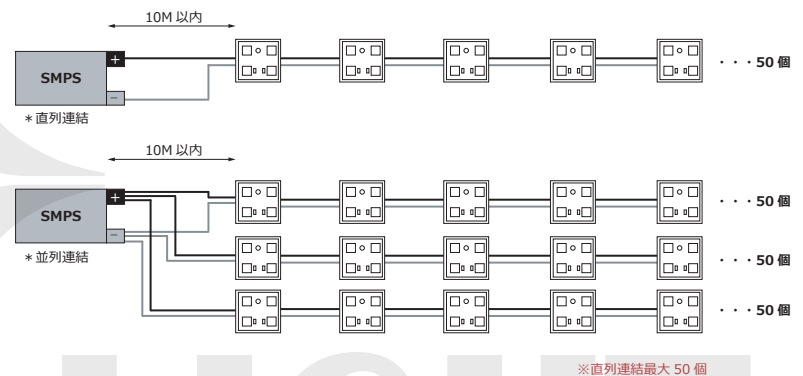 10M 以内
+
SMPS
−
・・・50 個
＊直列連結
10M 以内
+
SMPS
−
・・・50 個
＊並列連結
・・・50 個
・・・50 個
※直列連結最大 50 個